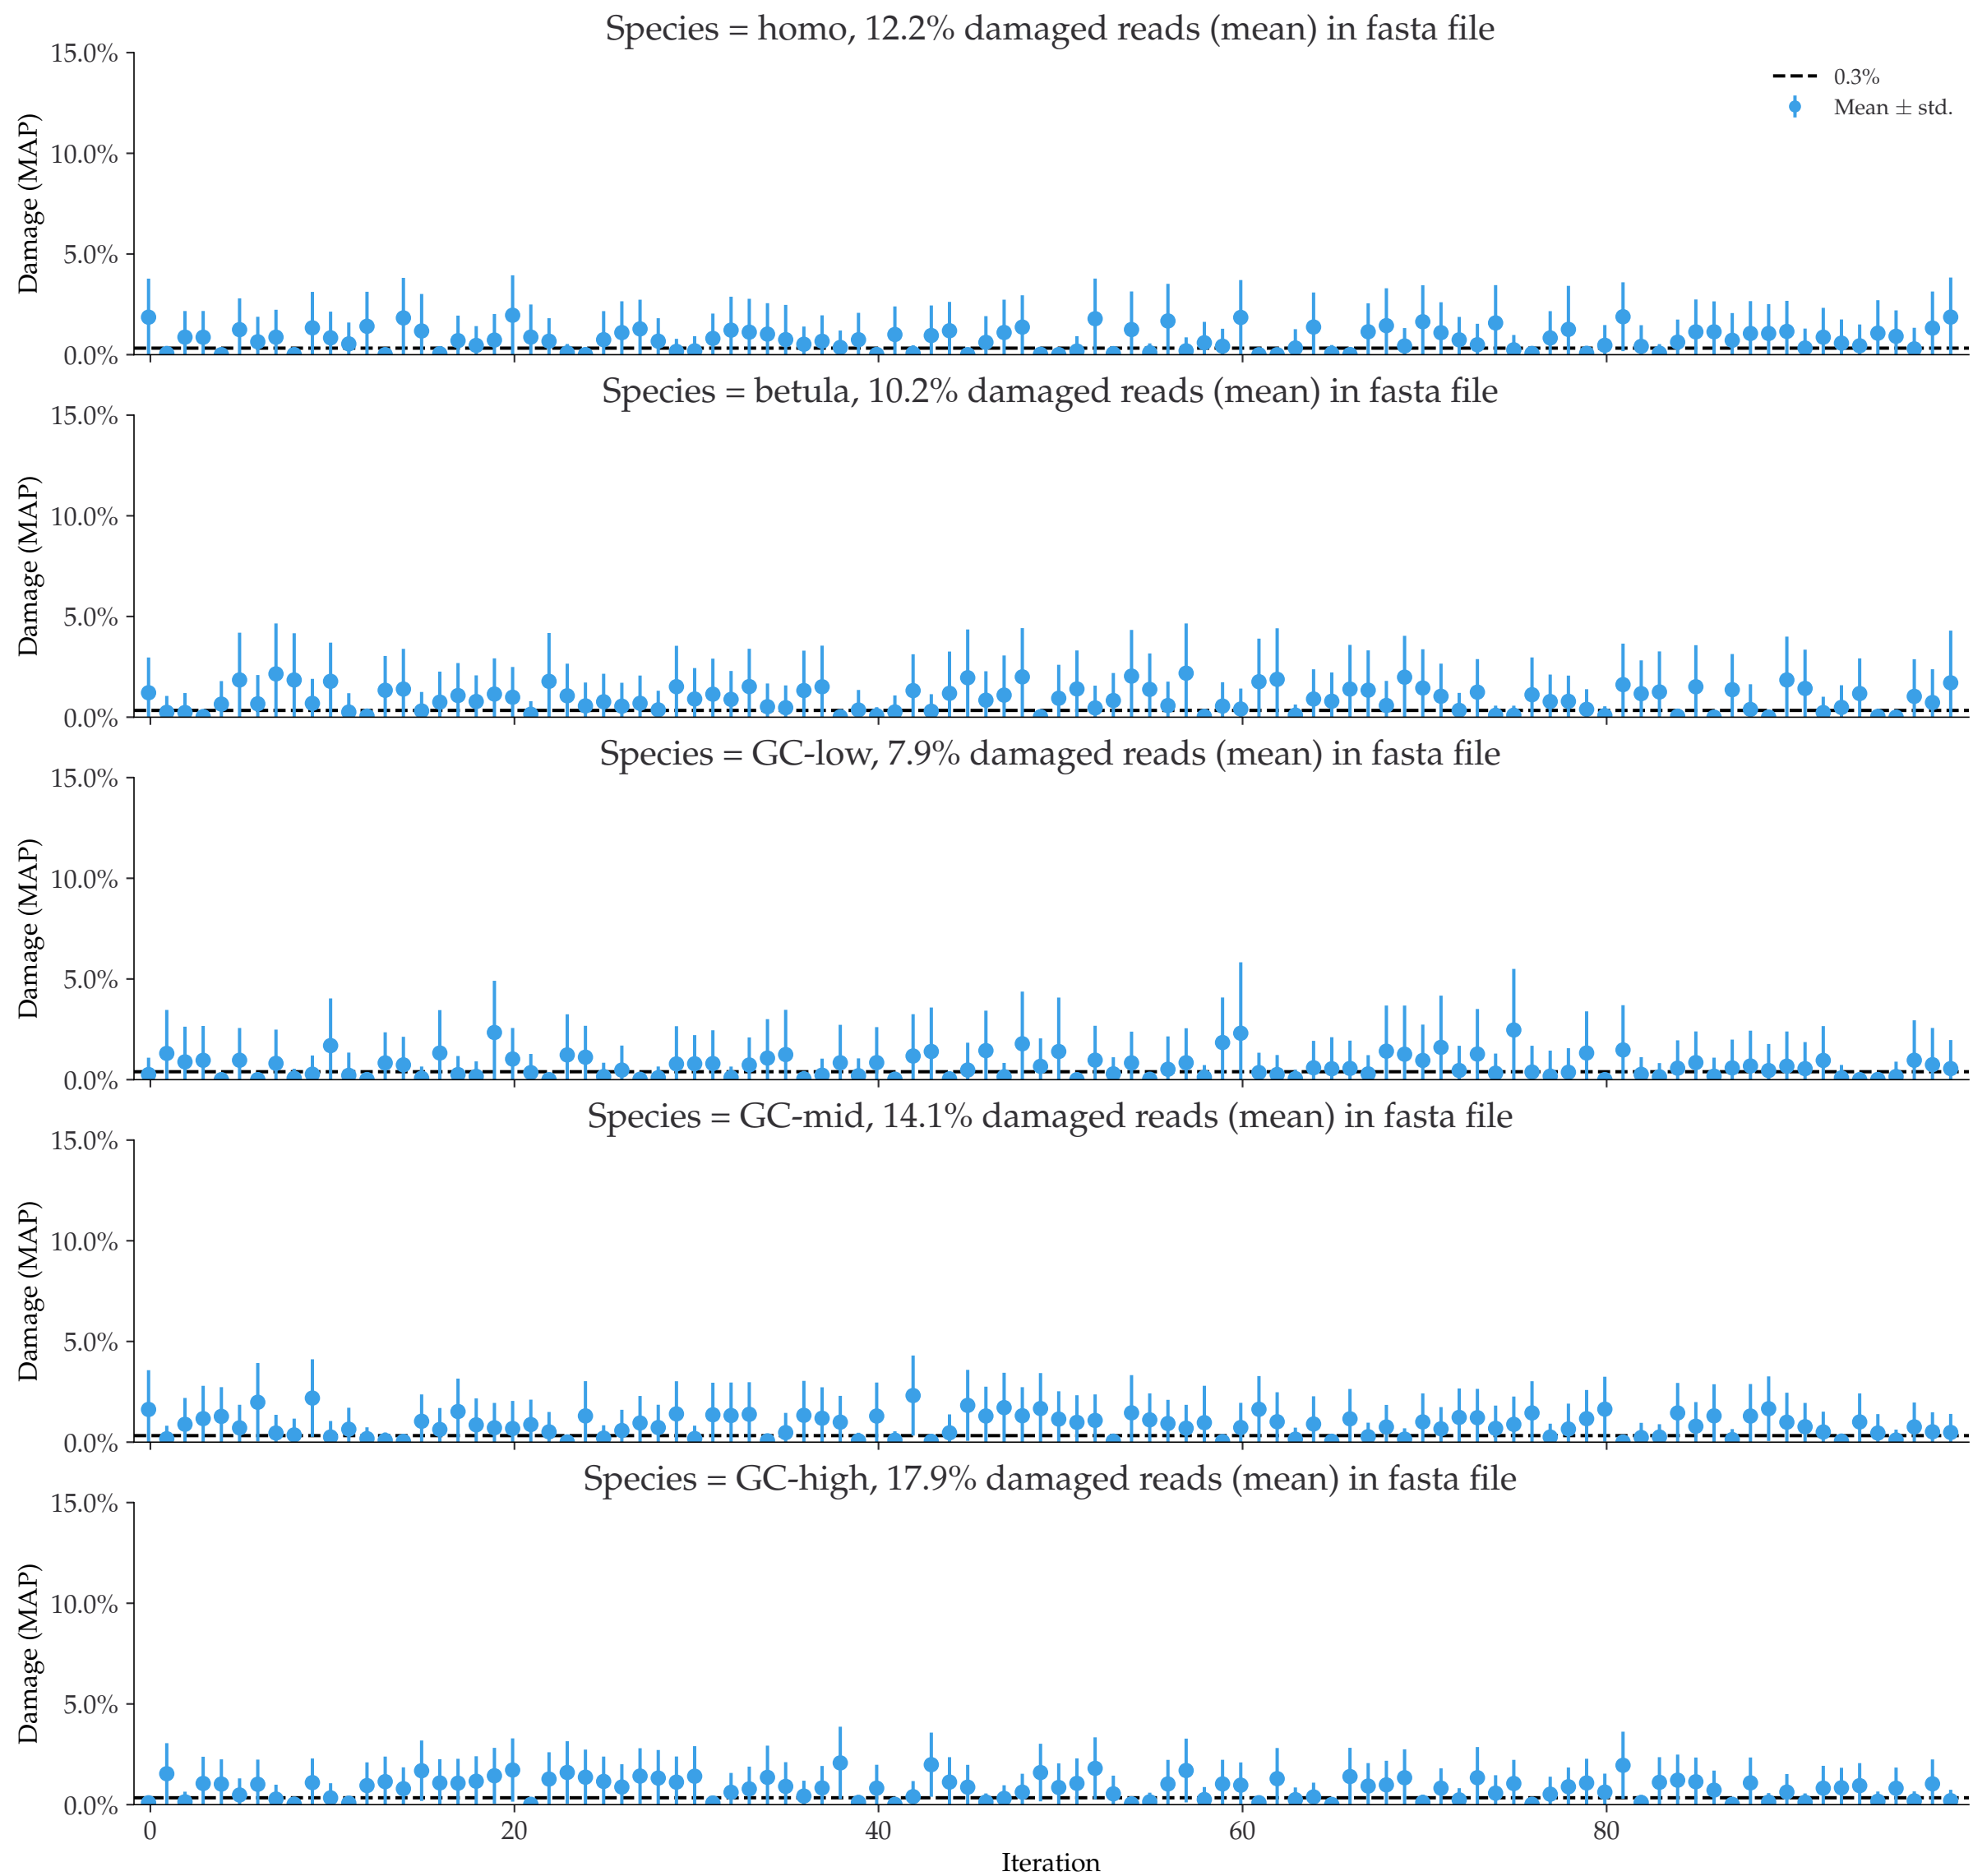 Species = homo, 12.2% damaged reads (mean) in fasta file
15.0%
10.0%
5.0%
0.0%
Damage (MAP)
0.3%
Mean ± std.
Species = betula, 10.2% damaged reads (mean) in fasta file
15.0%
10.0%
5.0%
0.0%
Damage (MAP)
Species = GC-low, 7.9% damaged reads (mean) in fasta file
15.0%
10.0%
5.0%
0.0%
Damage (MAP)
Species = GC-mid, 14.1% damaged reads (mean) in fasta file
15.0%
10.0%
5.0%
0.0%
Damage (MAP)
Species = GC-high, 17.9% damaged reads (mean) in fasta file
15.0%
10.0%
5.0%
0.0%
Damage (MAP)
0 20 40 60 80
Iteration